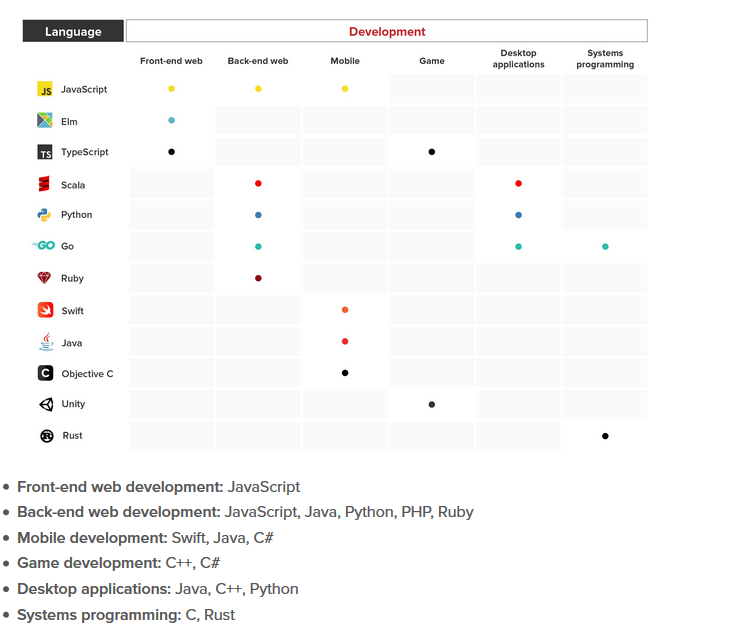 Language Development
Front-end web Back-end web Mobile Game Desktop applications Systems programming
JS JavaScript
Elm
TS TypeScript
Scala
Python
GO Go
Ruby
Swift
Java
C Objective C
Unity
Rust
• Front-end web development: JavaScript
• Back-end web development: JavaScript, Java, Python, PHP, Ruby
• Mobile development: Swift, Java, C#
• Game development: C++, C#
• Desktop applications: Java, C++, Python
• Systems programming: C, Rust